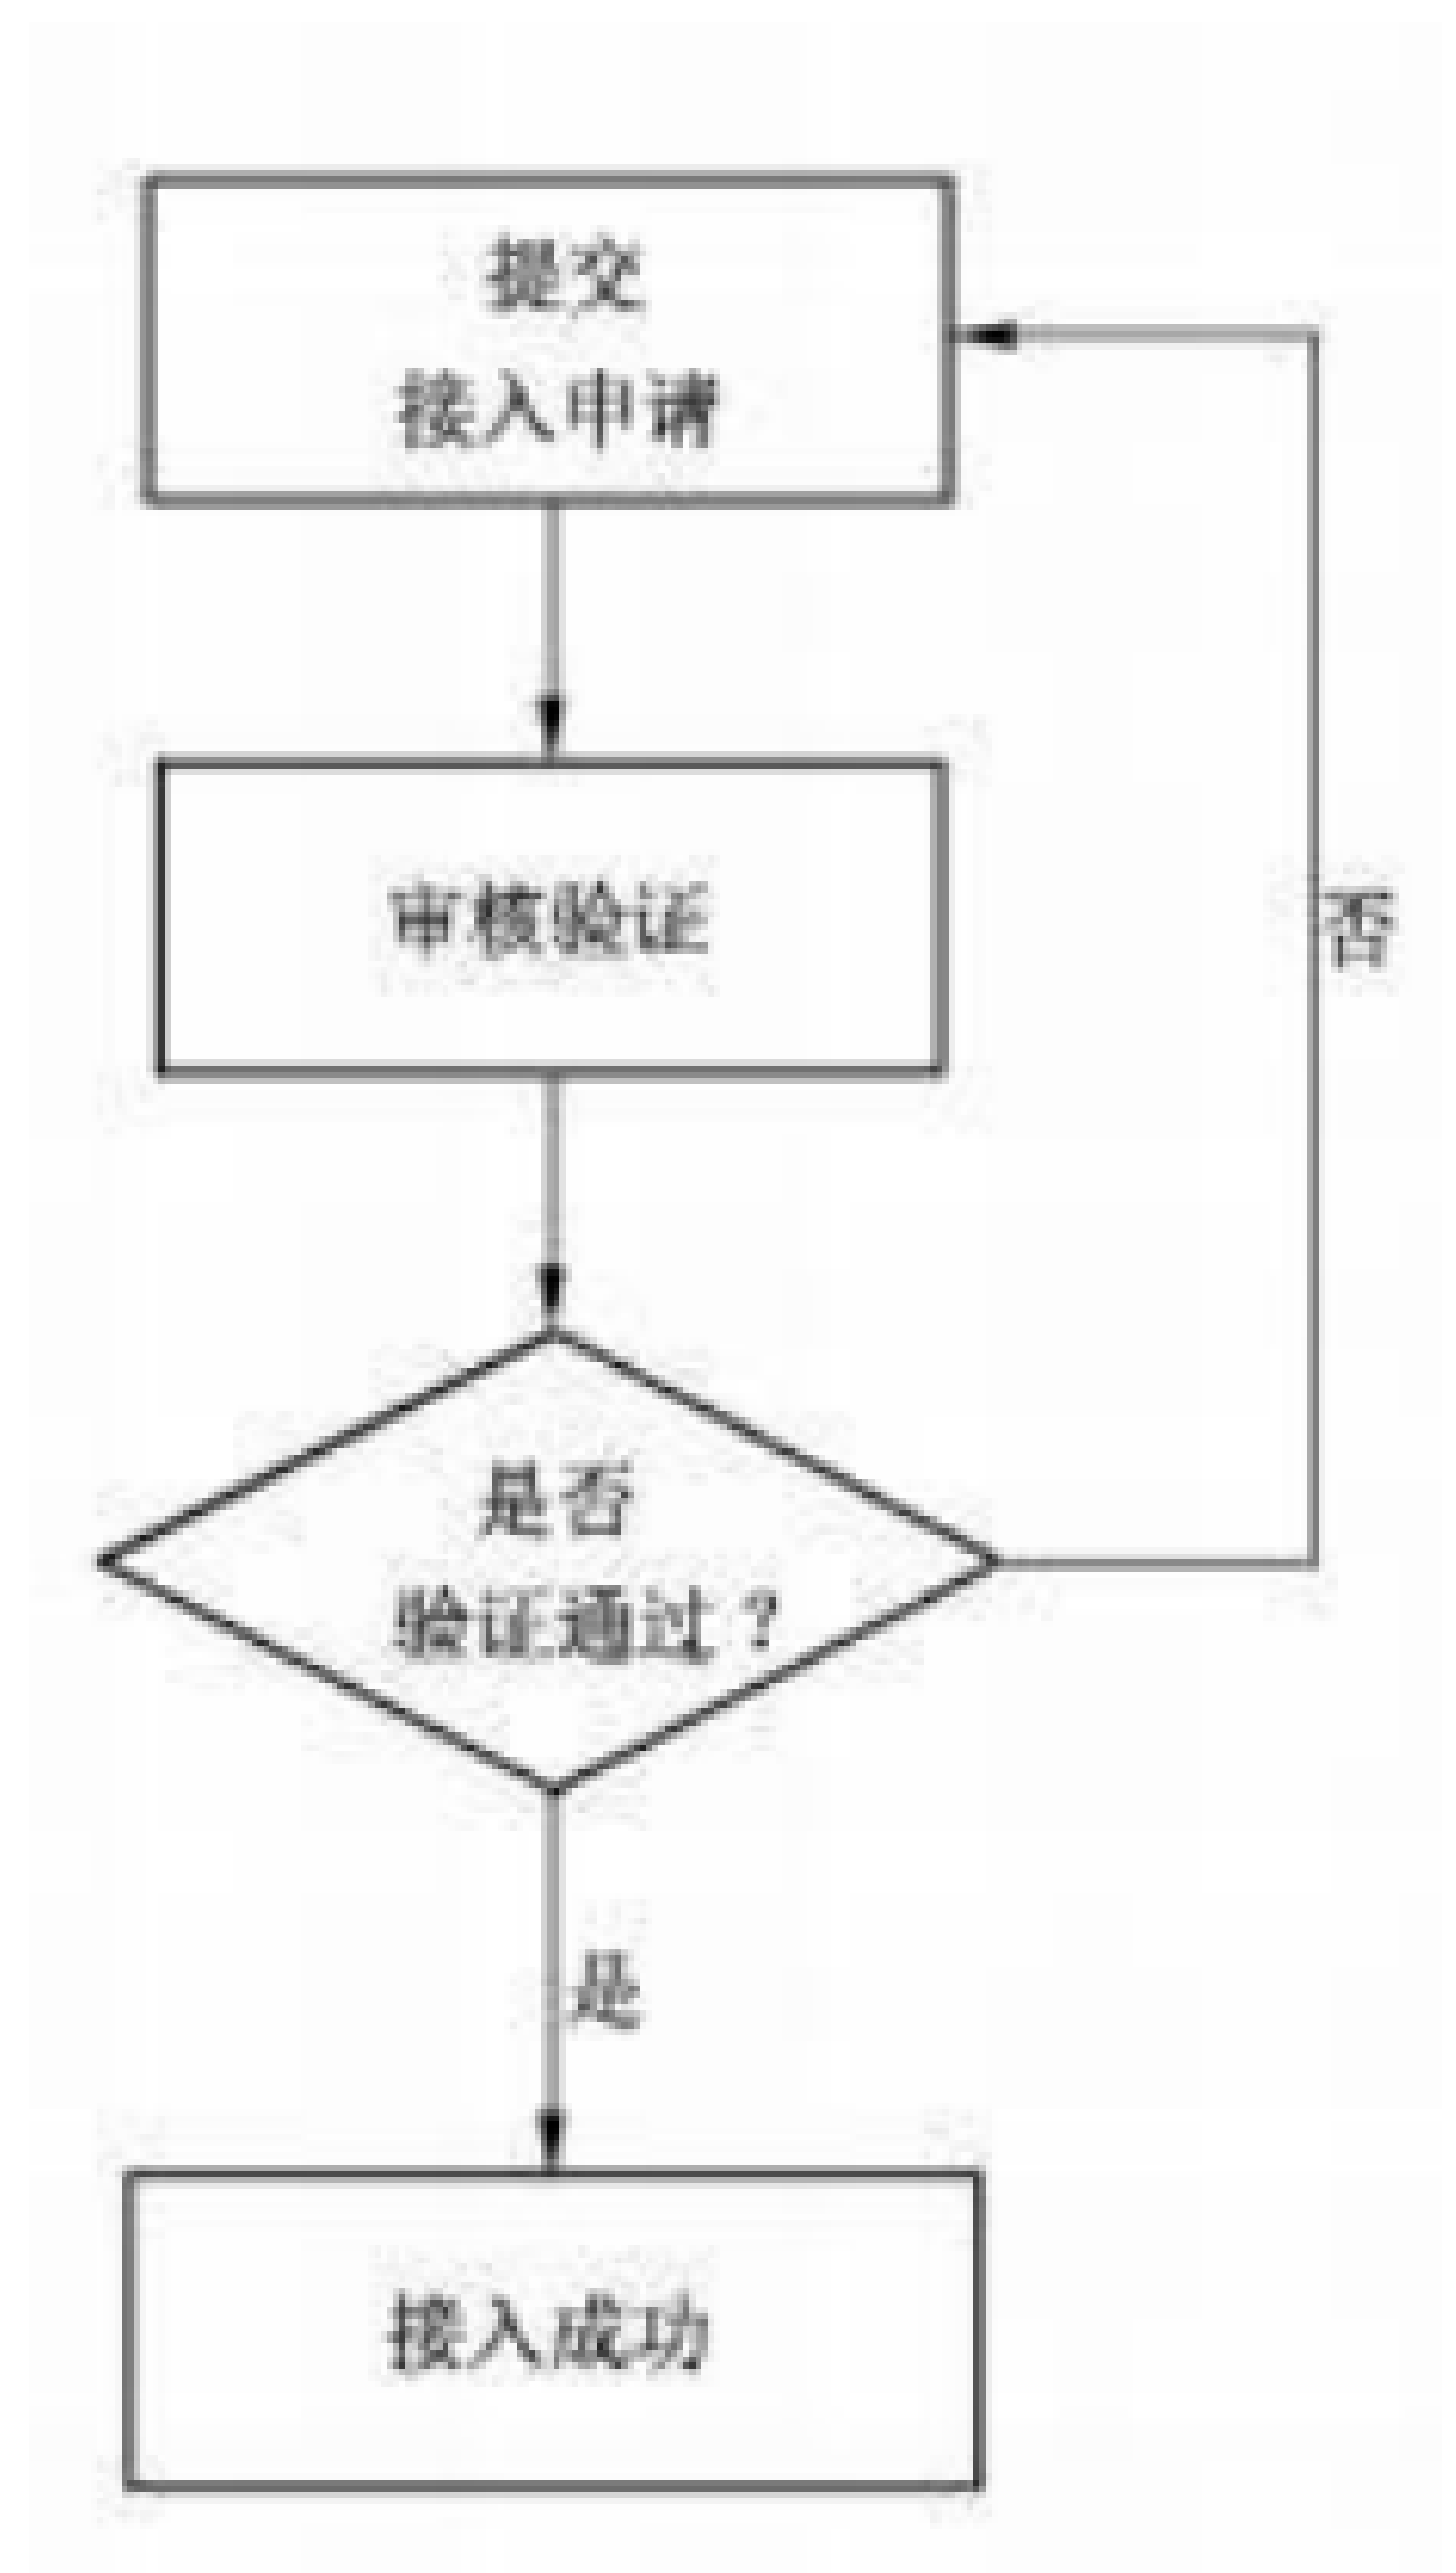 提交
接入申请
审核验证
否
是否
验证通过？
是
接入成功